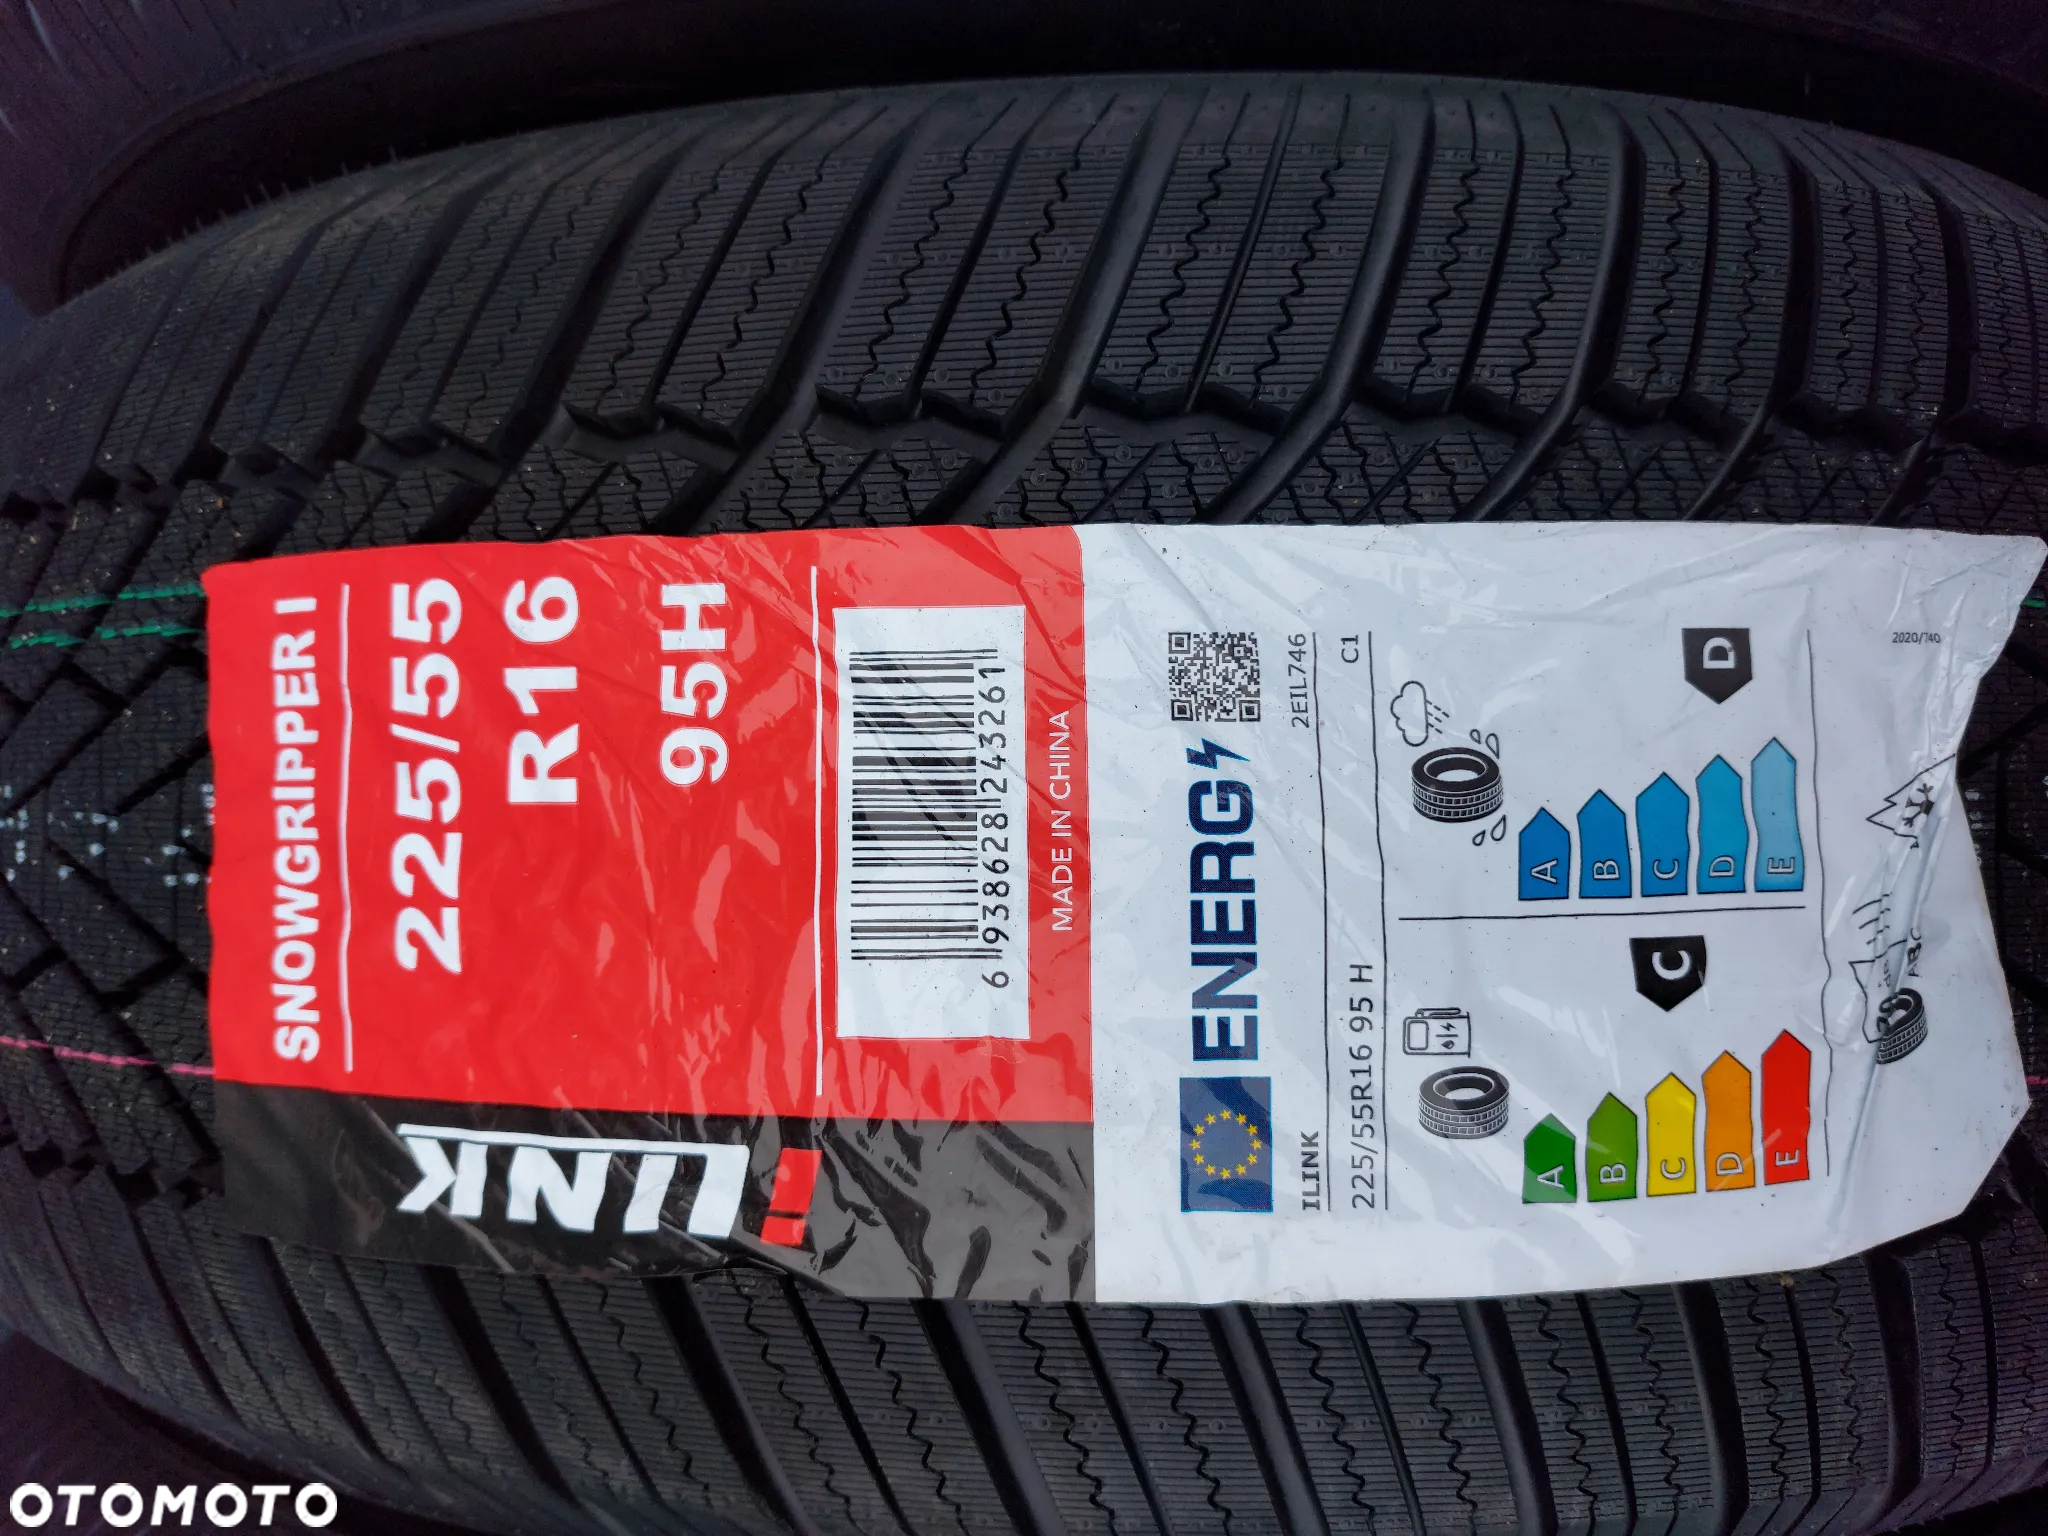 iLINK
SNOWGRIPPER I
225/55
R16
95H
6 938628 243261
MADE IN CHINA
ENERG
ILINK
2EIL746
225/55R16 95 H
C1
A
B
C
D
E
C
A
B
C
D
E
D
2020/740
OTOMOTO